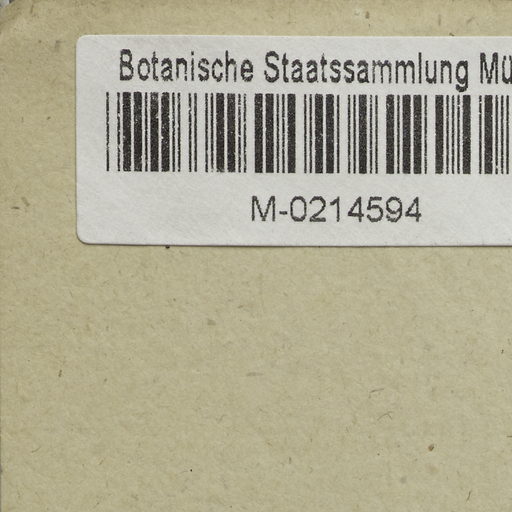 Botanische Staatssammlung Mü
M-0214594